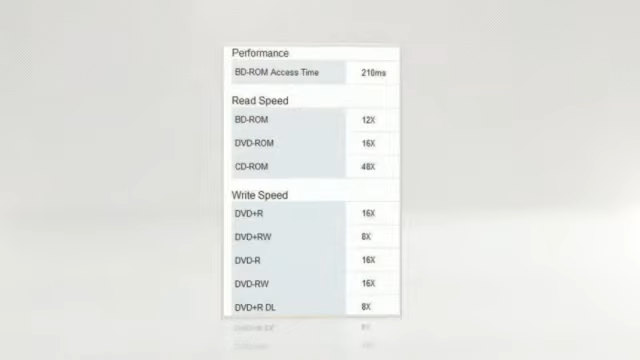 Performance
BD-ROM Access Time 210ms
Read Speed
BD-ROM 12X
DVD-ROM 16X
CD-ROM 48X
Write Speed
DVD+R 16X
DVD+RW 8X
DVD-R 16X
DVD-RW 16X
DVD+R DL 8X